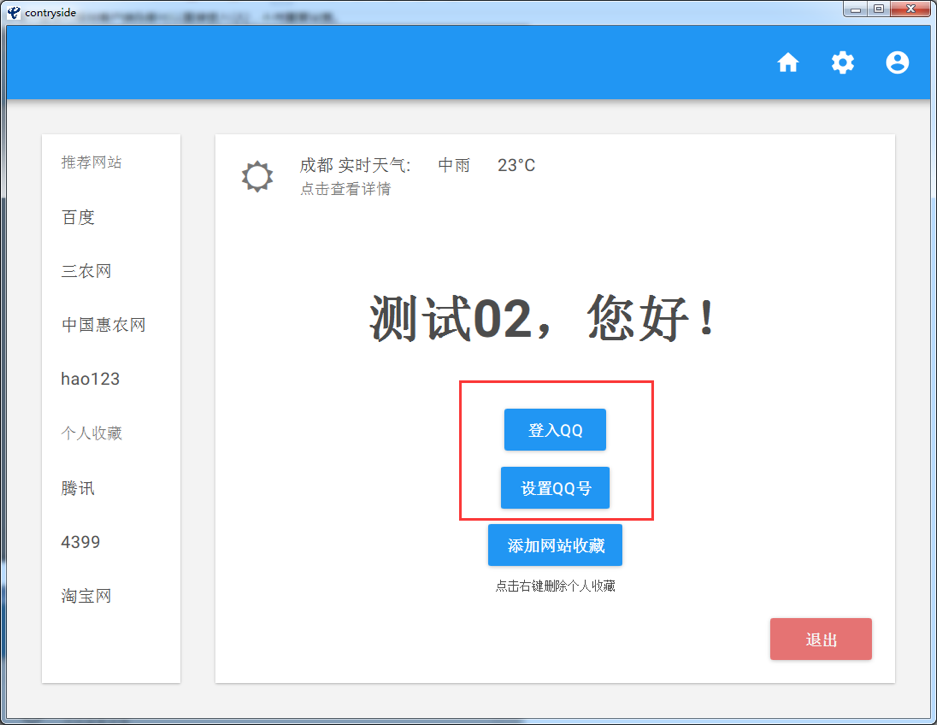 contryside
推荐网站
百度
三农网
中国惠农网
hao123
个人收藏
腾讯
4399
淘宝网
成都 实时天气: 中雨 23°C
点击查看详情
测试02，您好！
登入QQ
设置QQ号
添加网站收藏
点击右键删除个人收藏
退出